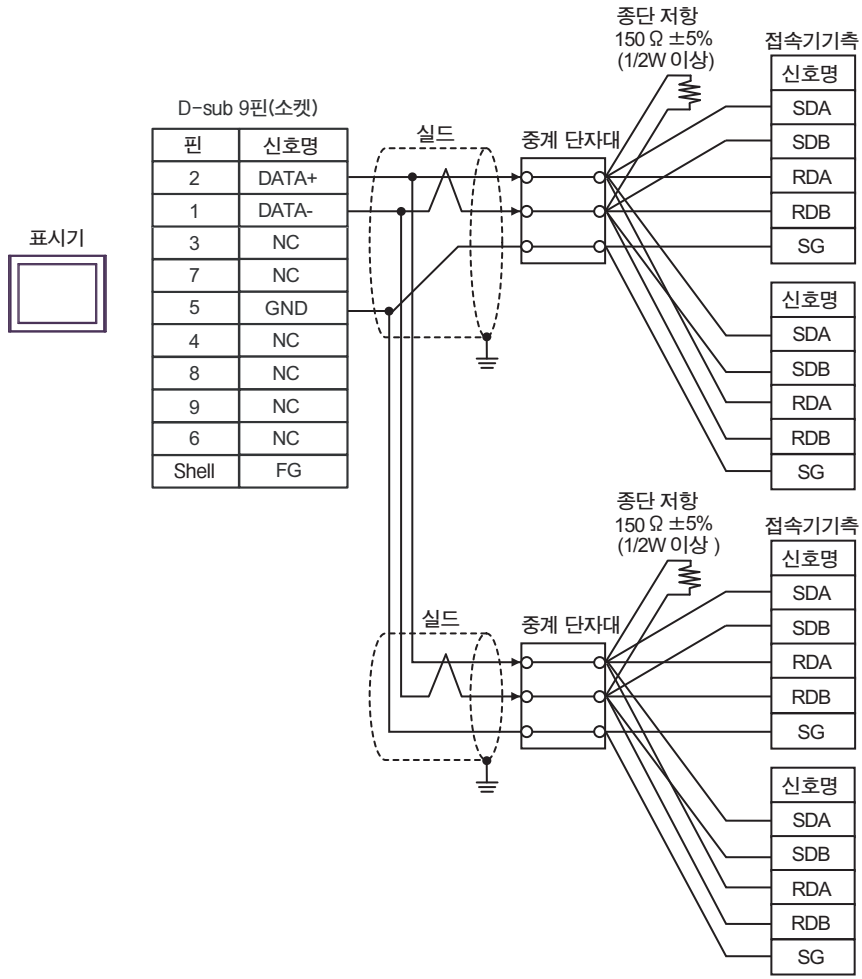 종단 저항
150 Ω ±5%
(1/2W 이상)
접속기기측
신호명
SDA
SDB
RDA
RDB
SG
D-sub 9핀(소켓)
핀 신호명
2 DATA+
1 DATA-
3 NC
7 NC
5 GND
4 NC
8 NC
9 NC
6 NC
Shell FG
표시기
실드
중계 단자대
신호명
SDA
SDB
RDA
RDB
SG
종단 저항
150 Ω ±5%
(1/2W 이상 )
접속기기측
신호명
SDA
SDB
RDA
RDB
SG
실드
중계 단자대
신호명
SDA
SDB
RDA
RDB
SG